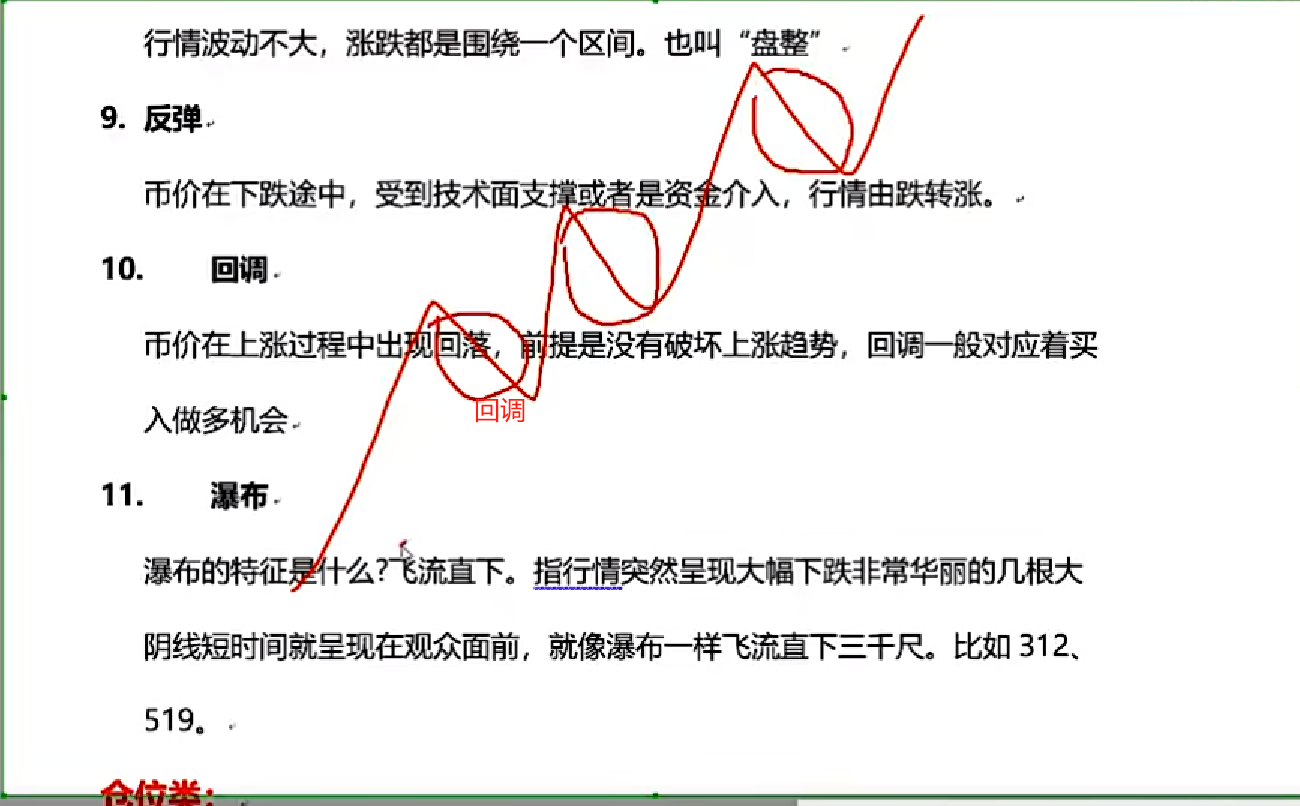 行情波动不大，涨跌都是围绕一个区间。也叫“盘整”
9. 反弹
币价在下跌途中，受到技术面支撑或者是资金介入，行情由跌转涨。
10. 回调
币价在上涨过程中出现回落，前提是没有破坏上涨趋势，回调一般对应着买
入做多机会
回调
11. 瀑布
瀑布的特征是什么?飞流直下。指行情突然呈现大幅下跌非常华丽的几根大
阴线短时间就呈现在观众面前，就像瀑布一样飞流直下三千尺。比如 312、
519。
仓位类：